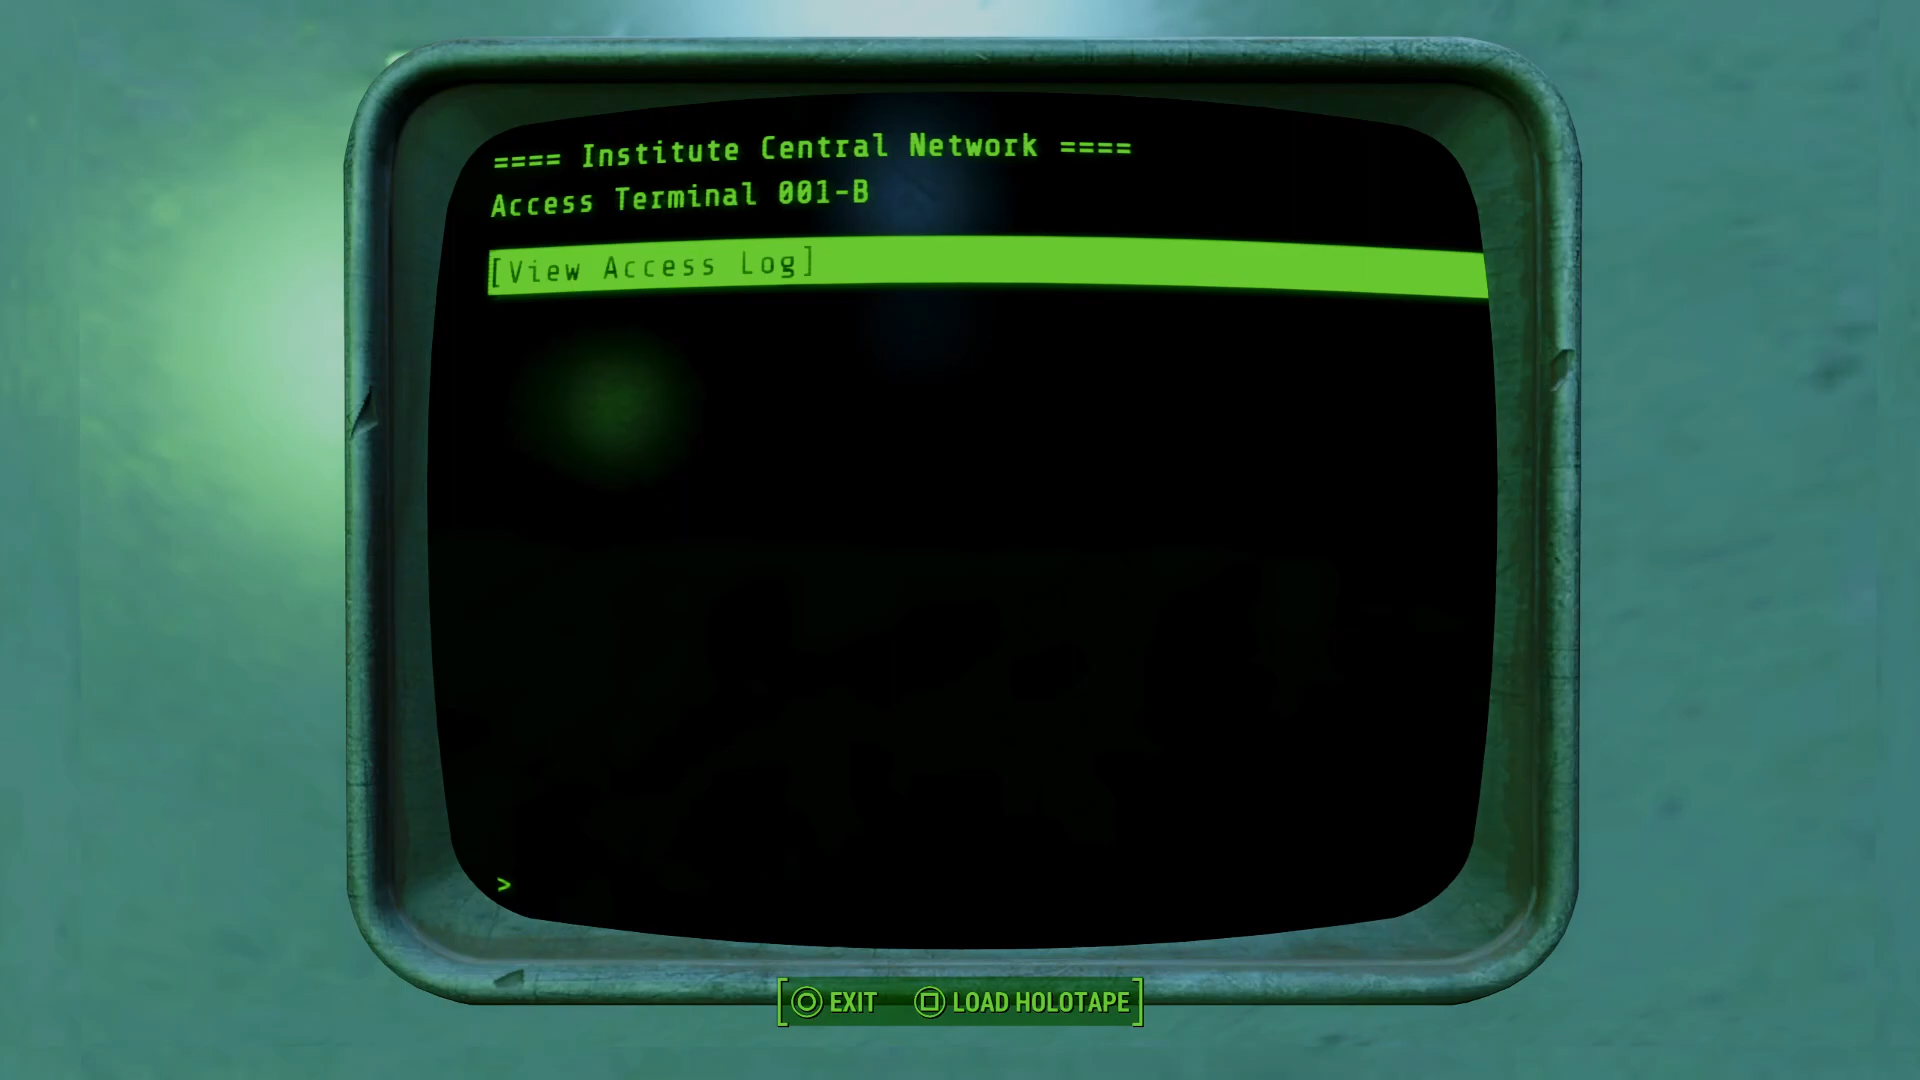 ==== Institute Central Network ====
Access Terminal 001-B
[View Access Log]
>
EXIT LOAD HOLOTAPE